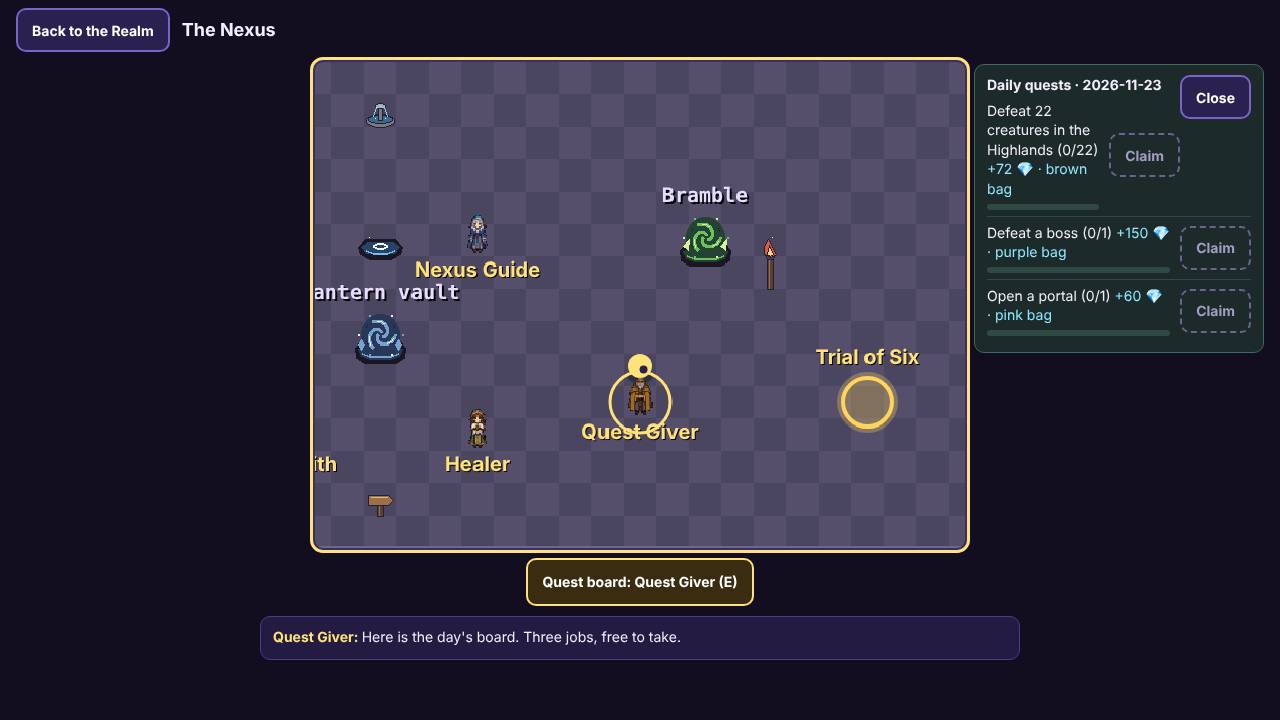 Back to the Realm
The Nexus
Daily quests · 2026-11-23
Close
Defeat 22
creatures in the
Highlands (0/22)
+72 💎 · brown
bag
Claim
Defeat a boss (0/1) +150 💎
· purple bag
Claim
Open a portal (0/1) +60 💎
· pink bag
Claim
Bramble
Nexus Guide
antern vault
Trial of Six
Quest Giver
Healer
ith
Quest board: Quest Giver (E)
Quest Giver: Here is the day's board. Three jobs, free to take.